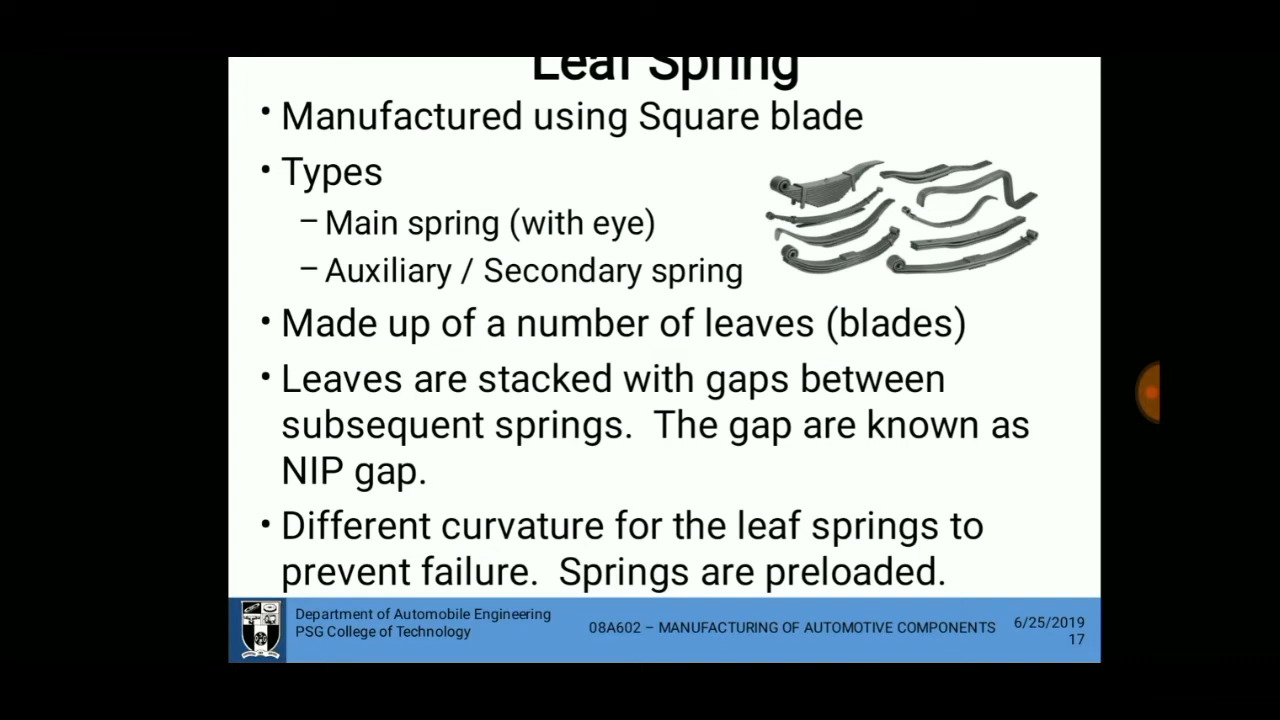 Leaf Spring
• Manufactured using Square blade
• Types
– Main spring (with eye)
– Auxiliary / Secondary spring
• Made up of a number of leaves (blades)
• Leaves are stacked with gaps between
subsequent springs. The gap are known as
NIP gap.
• Different curvature for the leaf springs to
prevent failure. Springs are preloaded.
Department of Automobile Engineering
PSG College of Technology
08A602 – MANUFACTURING OF AUTOMOTIVE COMPONENTS
6/25/2019
17